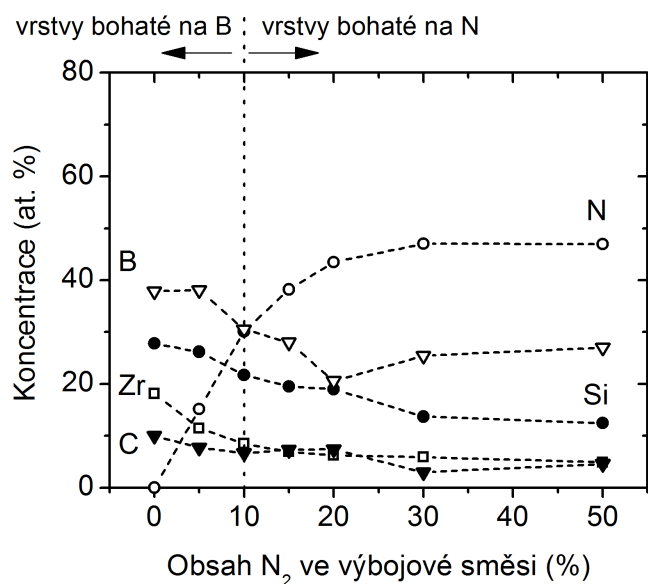 vrstvy bohaté na B vrstvy bohaté na N
80
60
40
20
0
Koncentrace (at. %)
B
Zr
C
N
Si
0 10 20 30 40 50
Obsah N₂ ve výbojové směsi (%)